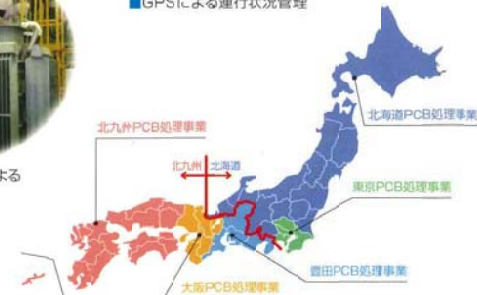 ■GPSによる運行状況管理
北海道PCB処理事業
北九州PCB処理事業
北九州 北海道
よる
東京PCB処理事業
豊田PCB処理事業
大阪PCB処理事業